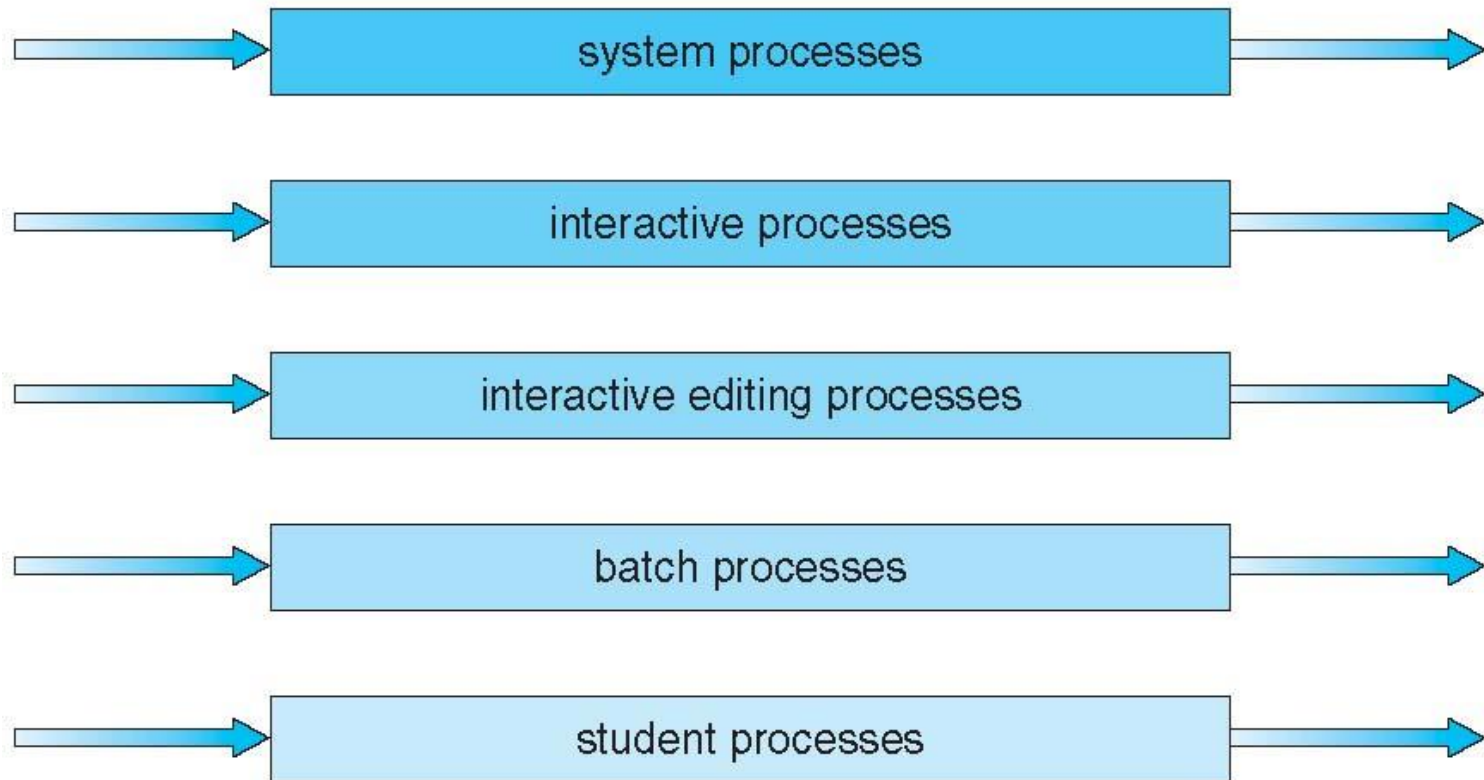 system processes
interactive processes
interactive editing processes
batch processes
student processes